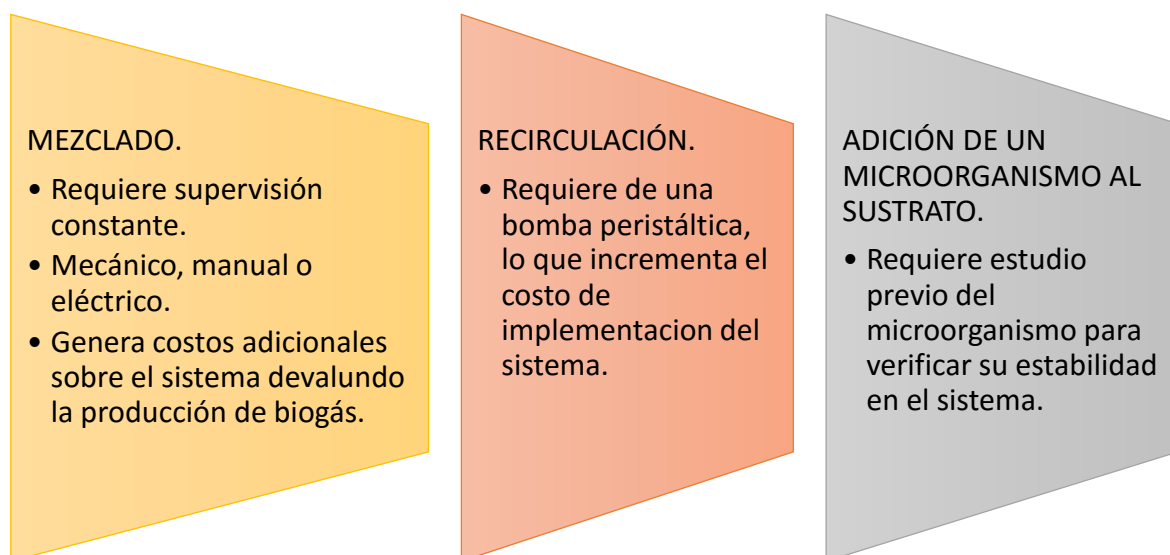 MEZCLADO.
• Requiere supervisión
constante.
• Mecánico, manual o
eléctrico.
• Genera costos adicionales
sobre el sistema devalundo
la producción de biogás.
RECIRCULACIÓN.
• Requiere de una
bomba peristáltica,
lo que incrementa el
costo de
implementacion del
sistema.
ADICIÓN DE UN
MICROORGANISMO AL
SUSTRATO.
• Requiere estudio
previo del
microorganismo para
verificar su estabilidad
en el sistema.